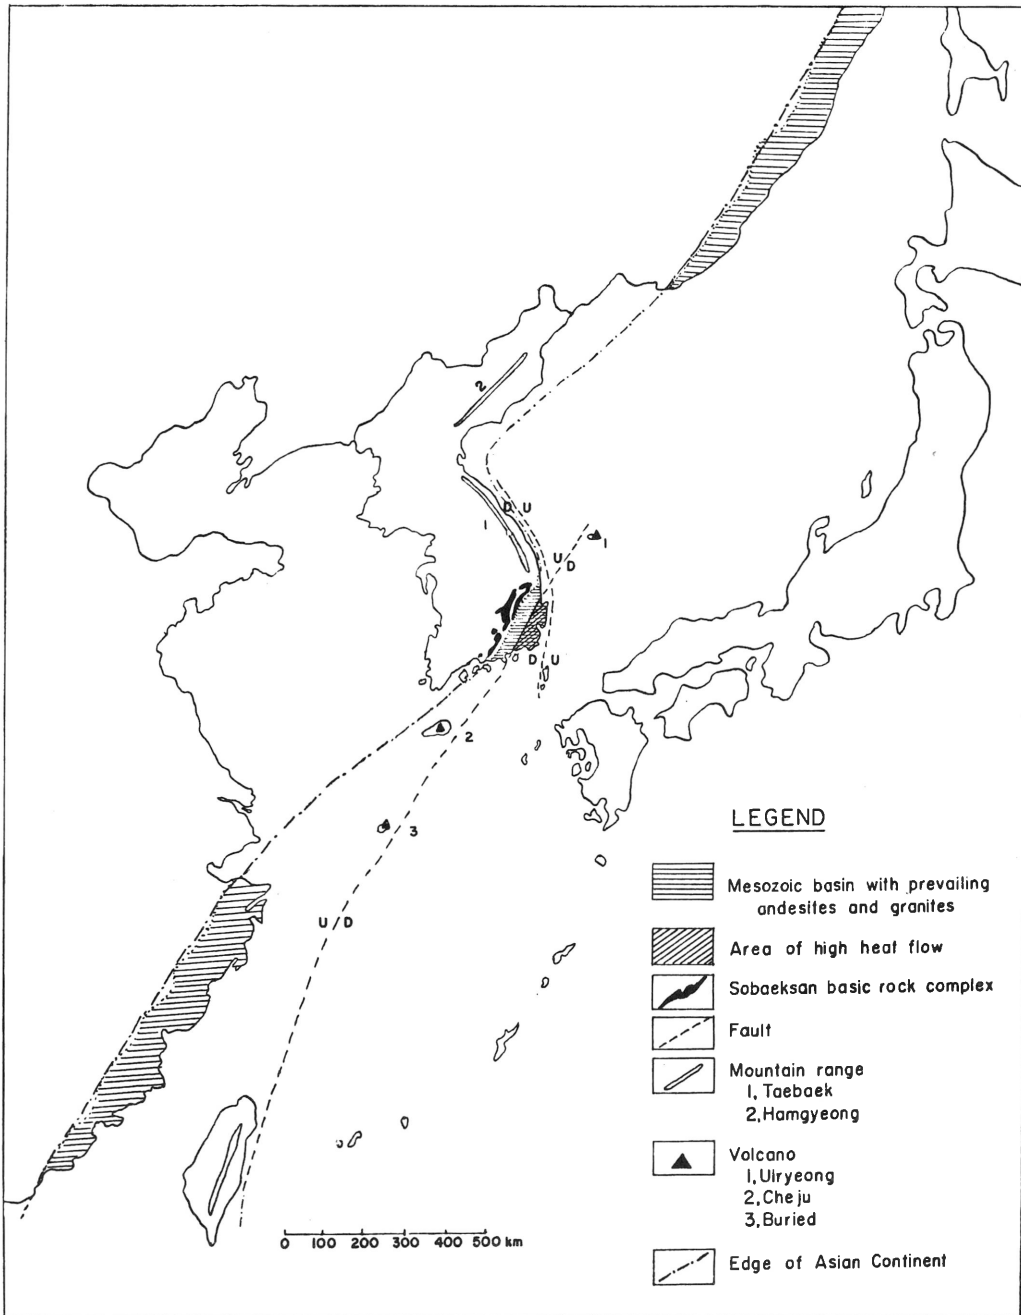 2
D U
1
1
U D
D U
2
3
U D
LEGEND
Mesozoic basin with prevailing
andesites and granites
Area of high heat flow
Sobaeksan basic rock complex
Fault
Mountain range
1, Taebaek
2, Hamgyeong
Volcano
1, Ulryeong
2, Cheju
3, Buried
Edge of Asian Continent
0 100 200 300 400 500 km